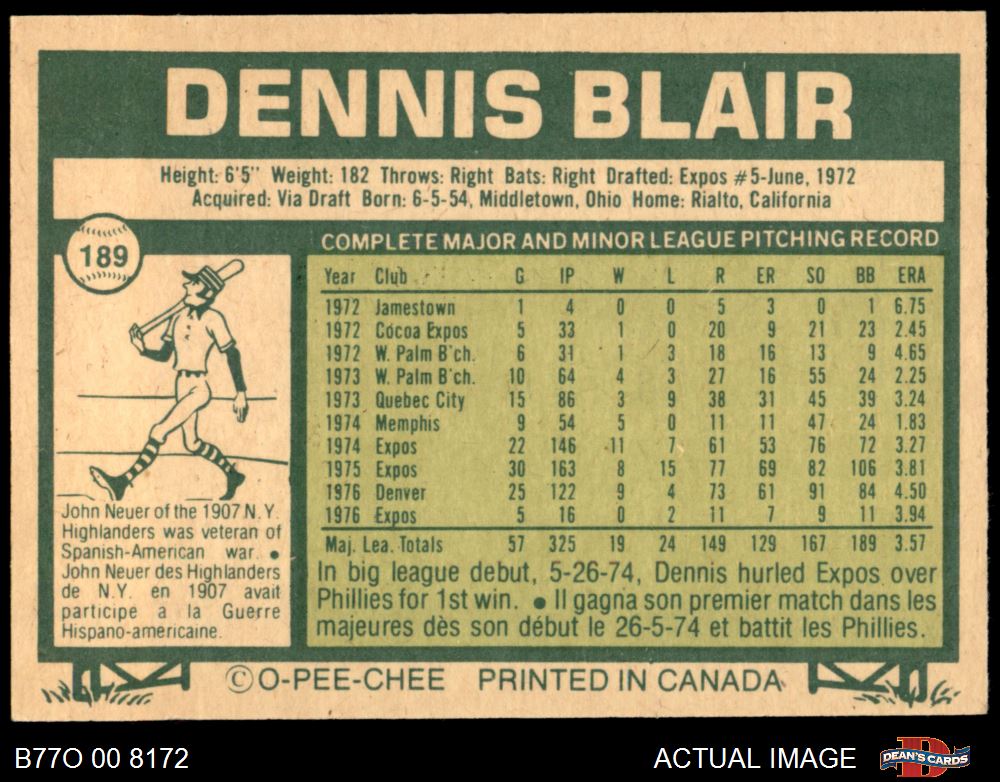 DENNIS BLAIR
Height: 6'5" Weight: 182 Throws: Right Bats: Right Drafted: Expos #5-June, 1972
Acquired: Via Draft Born: 6-5-54, Middletown, Ohio Home: Rialto, California
189
COMPLETE MAJOR AND MINOR LEAGUE PITCHING RECORD
Year Club G IP W L R ER SO BB ERA
1972 Jamestown 1 4 0 0 5 3 0 1 6.75
1972 Cocoa Expos 5 33 1 0 20 9 21 23 2.45
1972 W. Palm B'ch. 6 31 1 3 18 16 13 9 4.65
1973 W. Palm B'ch. 10 64 4 3 27 16 55 24 2.25
1973 Quebec City 15 86 3 9 38 31 45 39 3.24
1974 Memphis 9 54 5 0 11 11 47 24 1.83
1974 Expos 22 146 11 7 61 53 76 72 3.27
1975 Expos 30 163 8 15 77 69 82 106 3.81
1976 Denver 25 122 9 4 73 61 91 84 4.50
1976 Expos 5 16 0 2 11 7 9 11 3.94
Maj. Lea. Totals 57 325 19 24 149 129 167 189 3.57
In big league debut, 5-26-74, Dennis hurled Expos over
Phillies for 1st win. ● Il gagna son premier match dans les
majeures dès son début le 26-5-74 et battit les Phillies.
John Neuer of the 1907 N.Y.
Highlanders was veteran of
Spanish-American war. ●
John Neuer des Highlanders
de N.Y. en 1907 avait
participe a la Guerre
Hispano-americaine.
© O-PEE-CHEE PRINTED IN CANADA
B77O 00 8172
ACTUAL IMAGE
DEAN'S CARDS